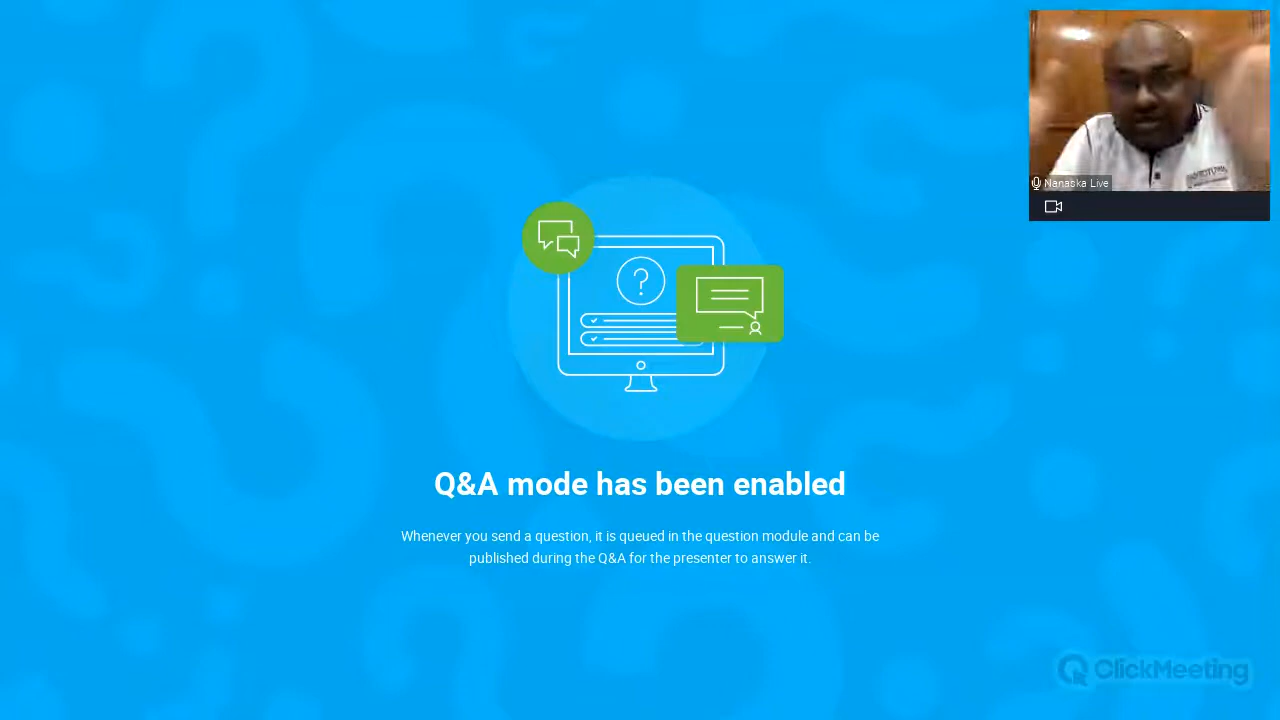 Nanaska Live
Q&A mode has been enabled
Whenever you send a question, it is queued in the question module and can be
published during the Q&A for the presenter to answer it.
ClickMeeting